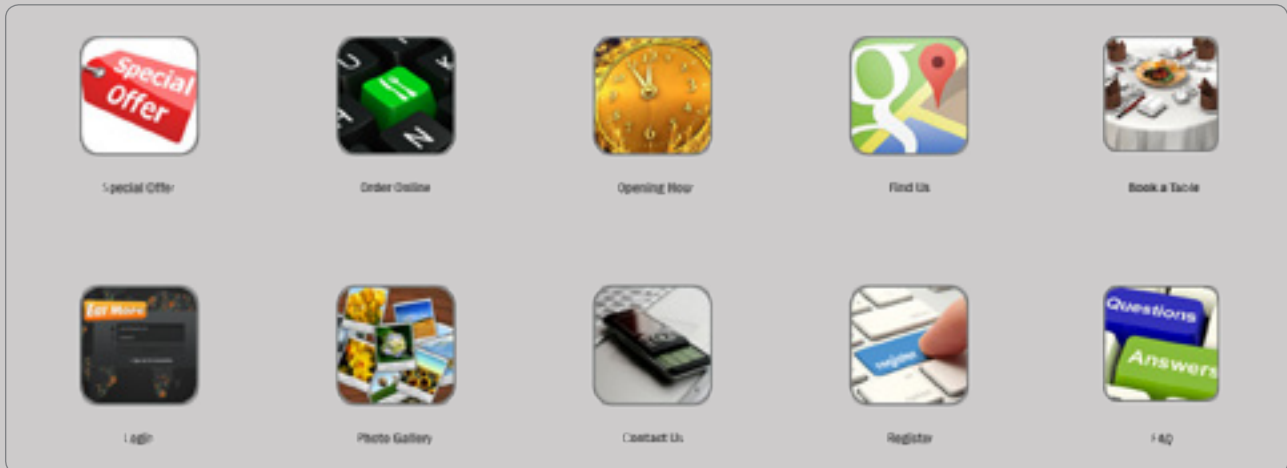 Special
Offer
Special Offer
Order Online
Opening Hour
Find Us
Book a Table
Eat More
Questions
Answers
register
Login
Photo Gallery
Contact Us
Register
FAQ